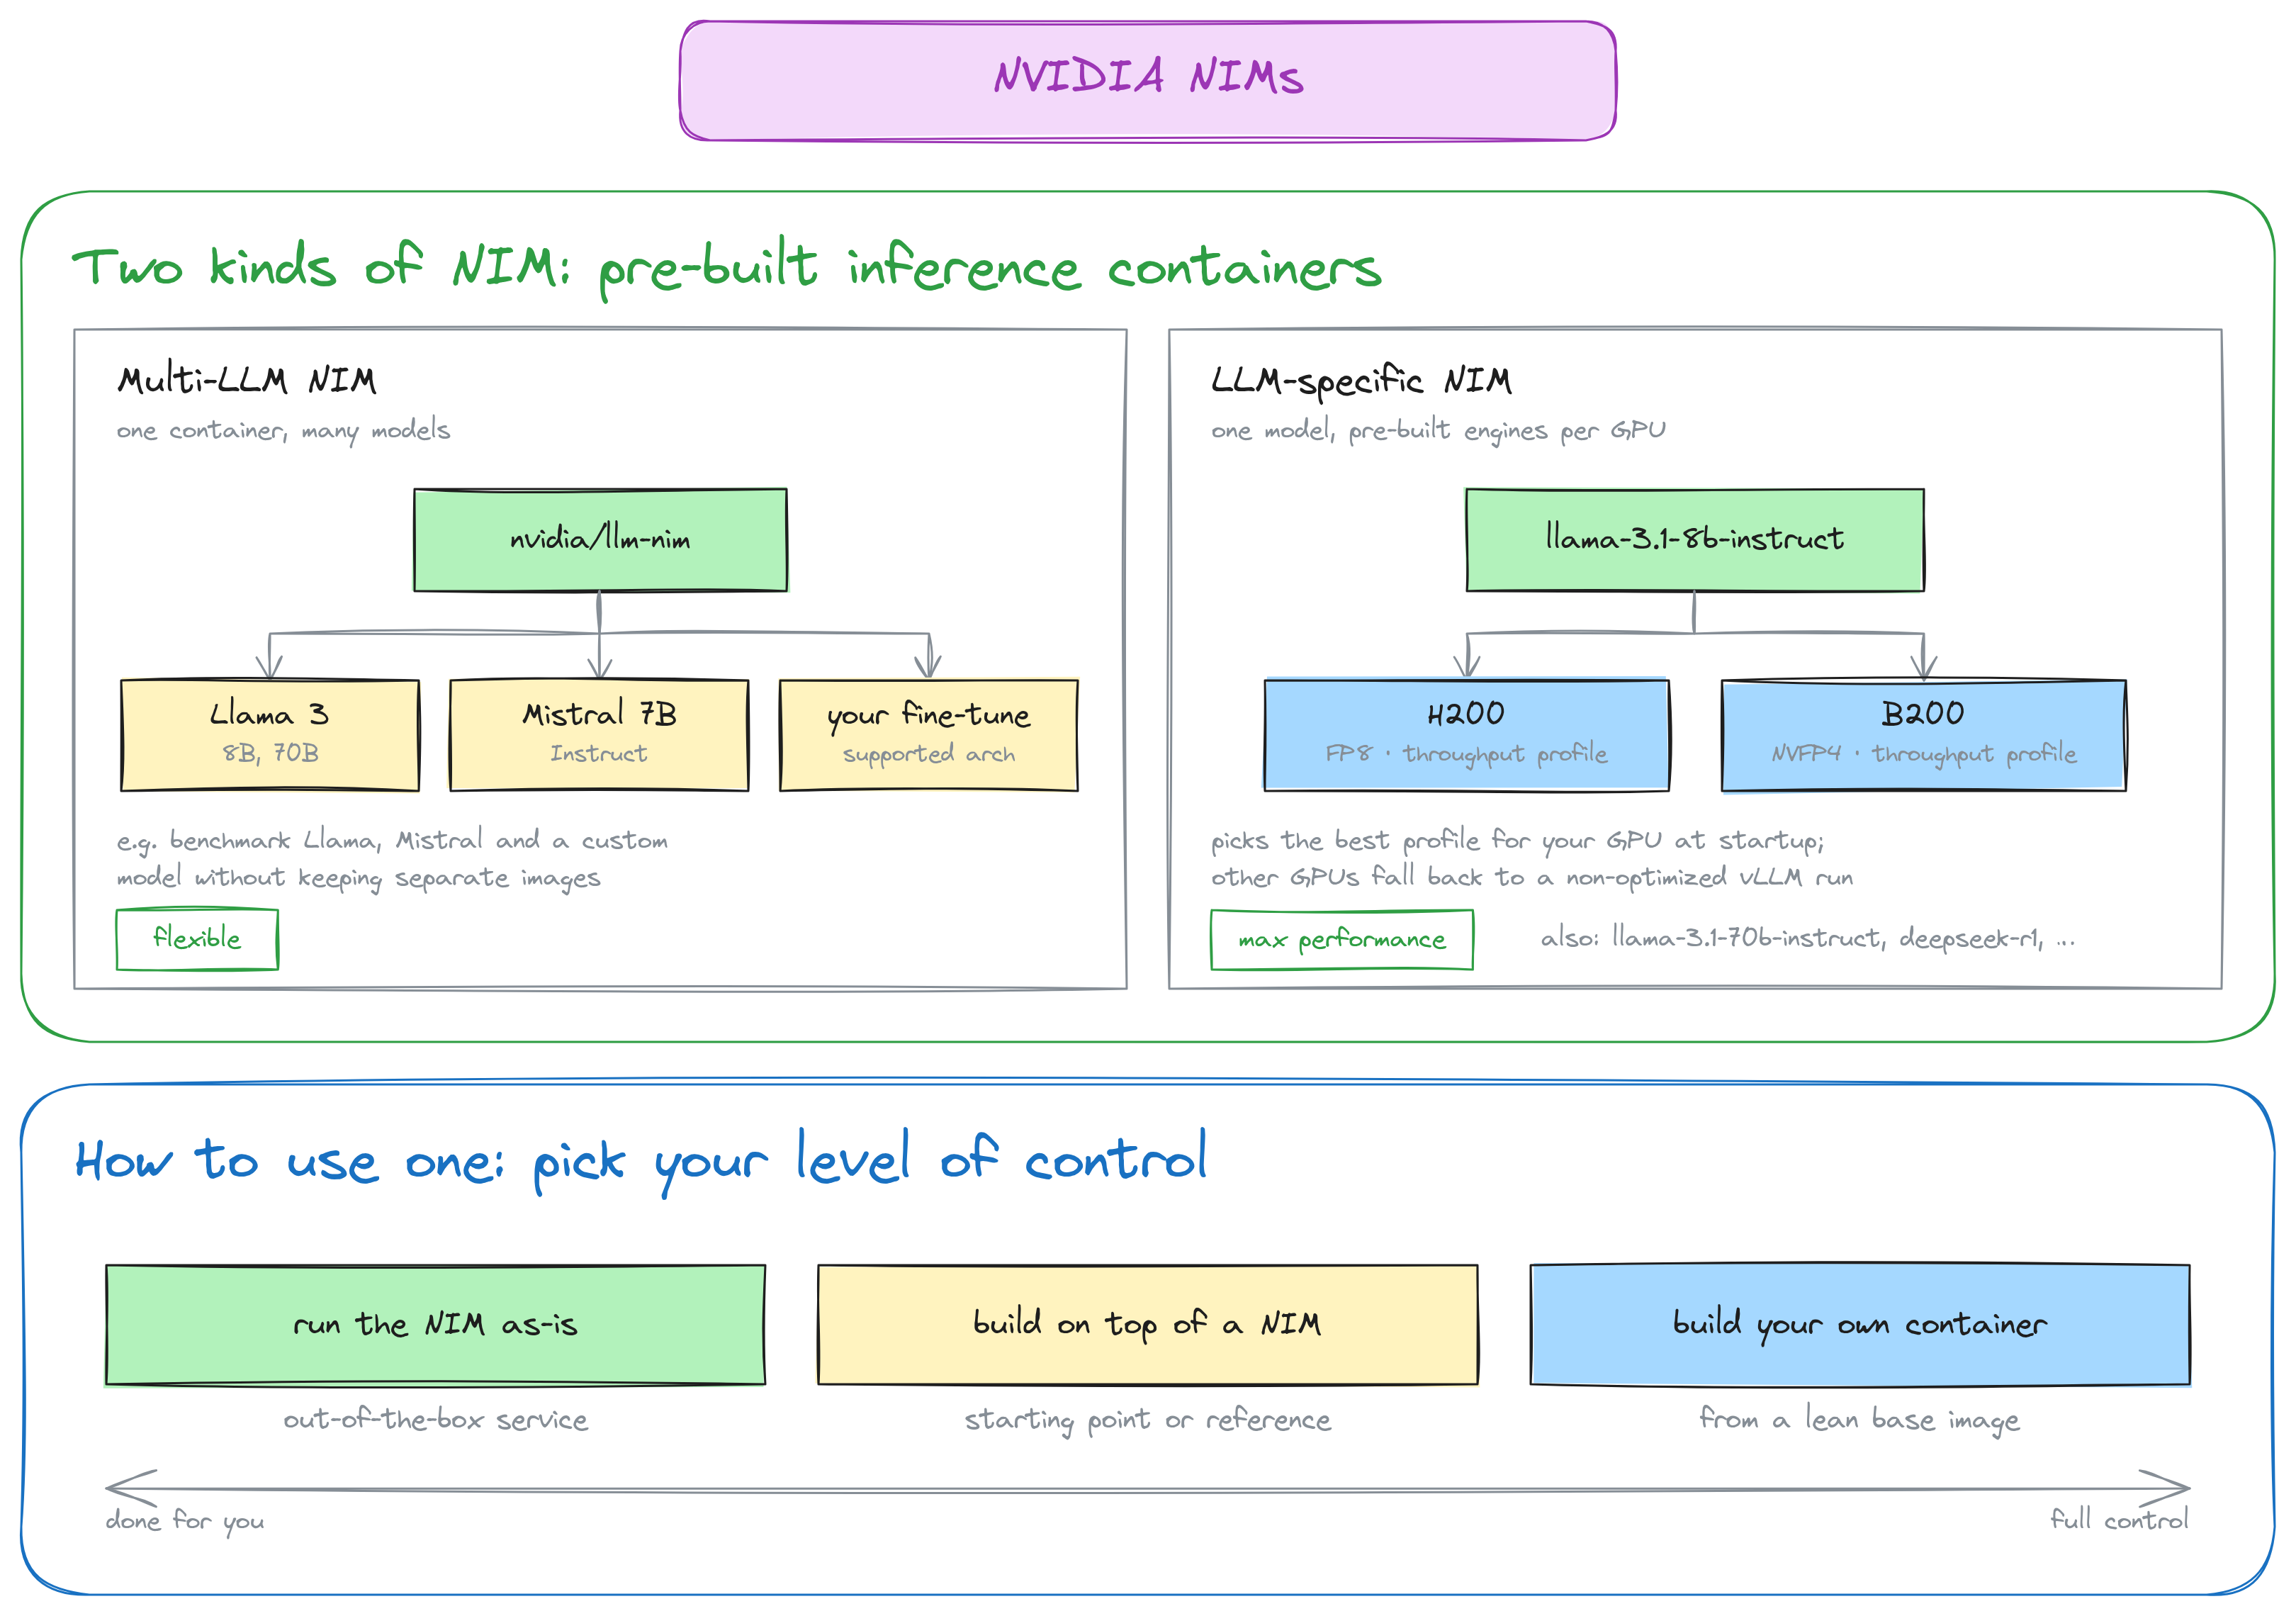 NVIDIA NIMs
Two kinds of NIM: pre-built inference containers
Multi-LLM NIM
one container, many models
nvidia/llm-nim
Llama 3
8B, 70B
Mistral 7B
Instruct
your fine-tune
supported arch
e.g. benchmark Llama, Mistral and a custom
model without keeping separate images
flexible
LLM-specific NIM
one model, pre-built engines per GPU
llama-3.1-8b-instruct
H200
FP8 · throughput profile
B200
NVFP4 · throughput profile
picks the best profile for your GPU at startup;
other GPUs fall back to a non-optimized vLLM run
max performance
also: llama-3.1-70b-instruct, deepseek-r1, ...
How to use one: pick your level of control
run the NIM as-is
out-of-the-box service
build on top of a NIM
starting point or reference
build your own container
from a lean base image
done for you
full control